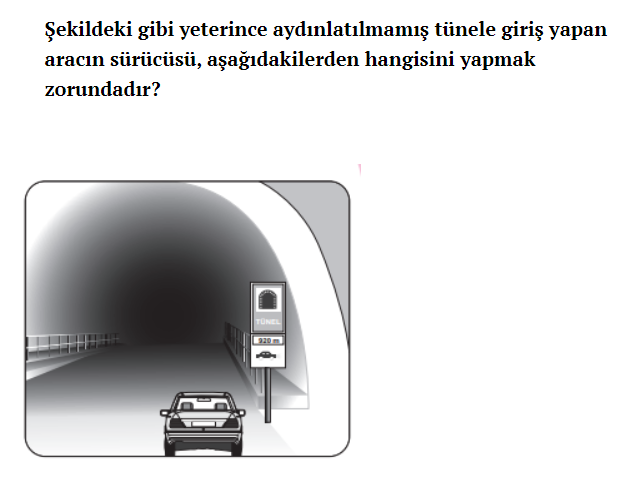 Şekildeki gibi yeterince aydınlatılmamış tünele giriş yapan
aracın sürücüsü, aşağıdakilerden hangisini yapmak
zorundadır?
TÜNEL
920 m